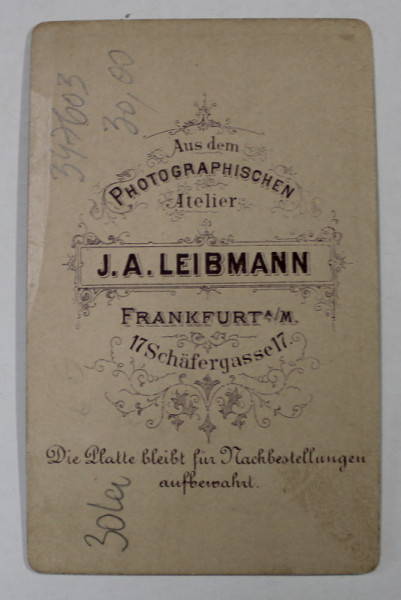 Aus dem
PHOTOGRAPHISCHEN
Atelier
J. A. LEIBMANN
FRANKFURT A/M.
17 Schäfergasse 17.
Die Platte bleibt für Nachbestellungen
aufbewahrt.
347603
30,00
30 lei